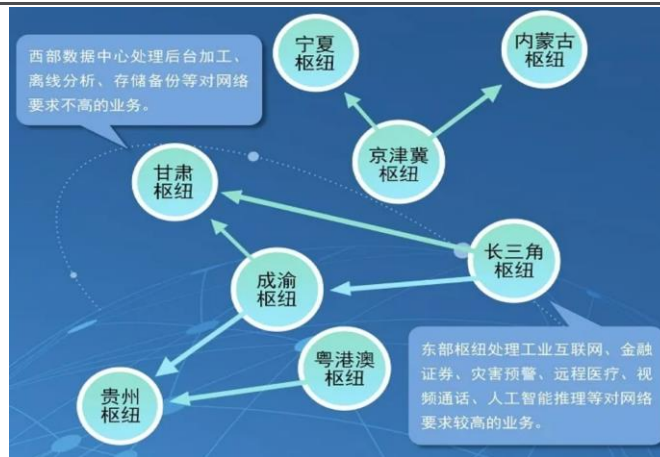 西部数据中心处理后台加工、
离线分析、存储备份等对网络
要求不高的业务。
宁夏
枢纽
内蒙古
枢纽
京津冀
枢纽
甘肃
枢纽
长三角
枢纽
成渝
枢纽
粤港澳
枢纽
贵州
枢纽
东部枢纽处理工业互联网、金融
证券、灾害预警、远程医疗、视
频通话、人工智能推理等对网络
要求较高的业务。